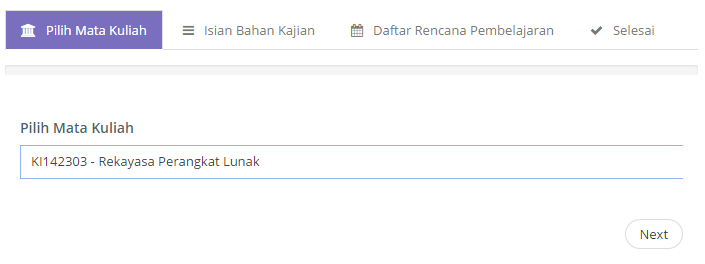 Pilih Mata Kuliah Isian Bahan Kajian Daftar Rencana Pembelajaran Selesai
Pilih Mata Kuliah
KI142303 - Rekayasa Perangkat Lunak
Next